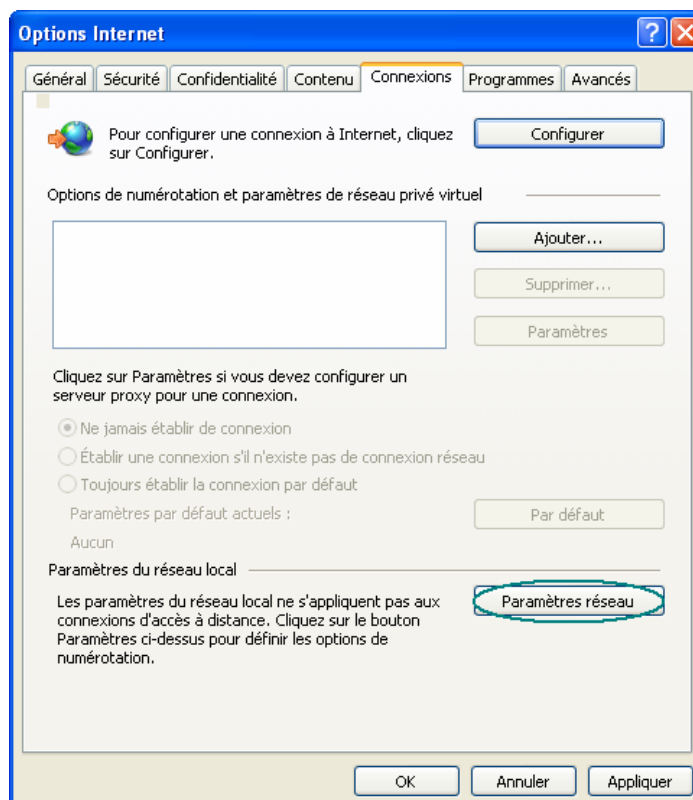 Options Internet
Général Sécurité Confidentialité Contenu Connexions Programmes Avancés
Pour configurer une connexion à Internet, cliquez
sur Configurer.
Configurer
Options de numérotation et paramètres de réseau privé virtuel
Ajouter...
Supprimer...
Paramètres
Cliquez sur Paramètres si vous devez configurer un
serveur proxy pour une connexion.
Ne jamais établir de connexion
Établir une connexion s'il n'existe pas de connexion réseau
Toujours établir la connexion par défaut
Paramètres par défaut actuels :
Par défaut
Aucun
Paramètres du réseau local
Les paramètres du réseau local ne s'appliquent pas aux
connexions d'accès à distance. Cliquez sur le bouton
Paramètres ci-dessus pour définir les options de
numérotation.
Paramètres réseau
OK Annuler Appliquer